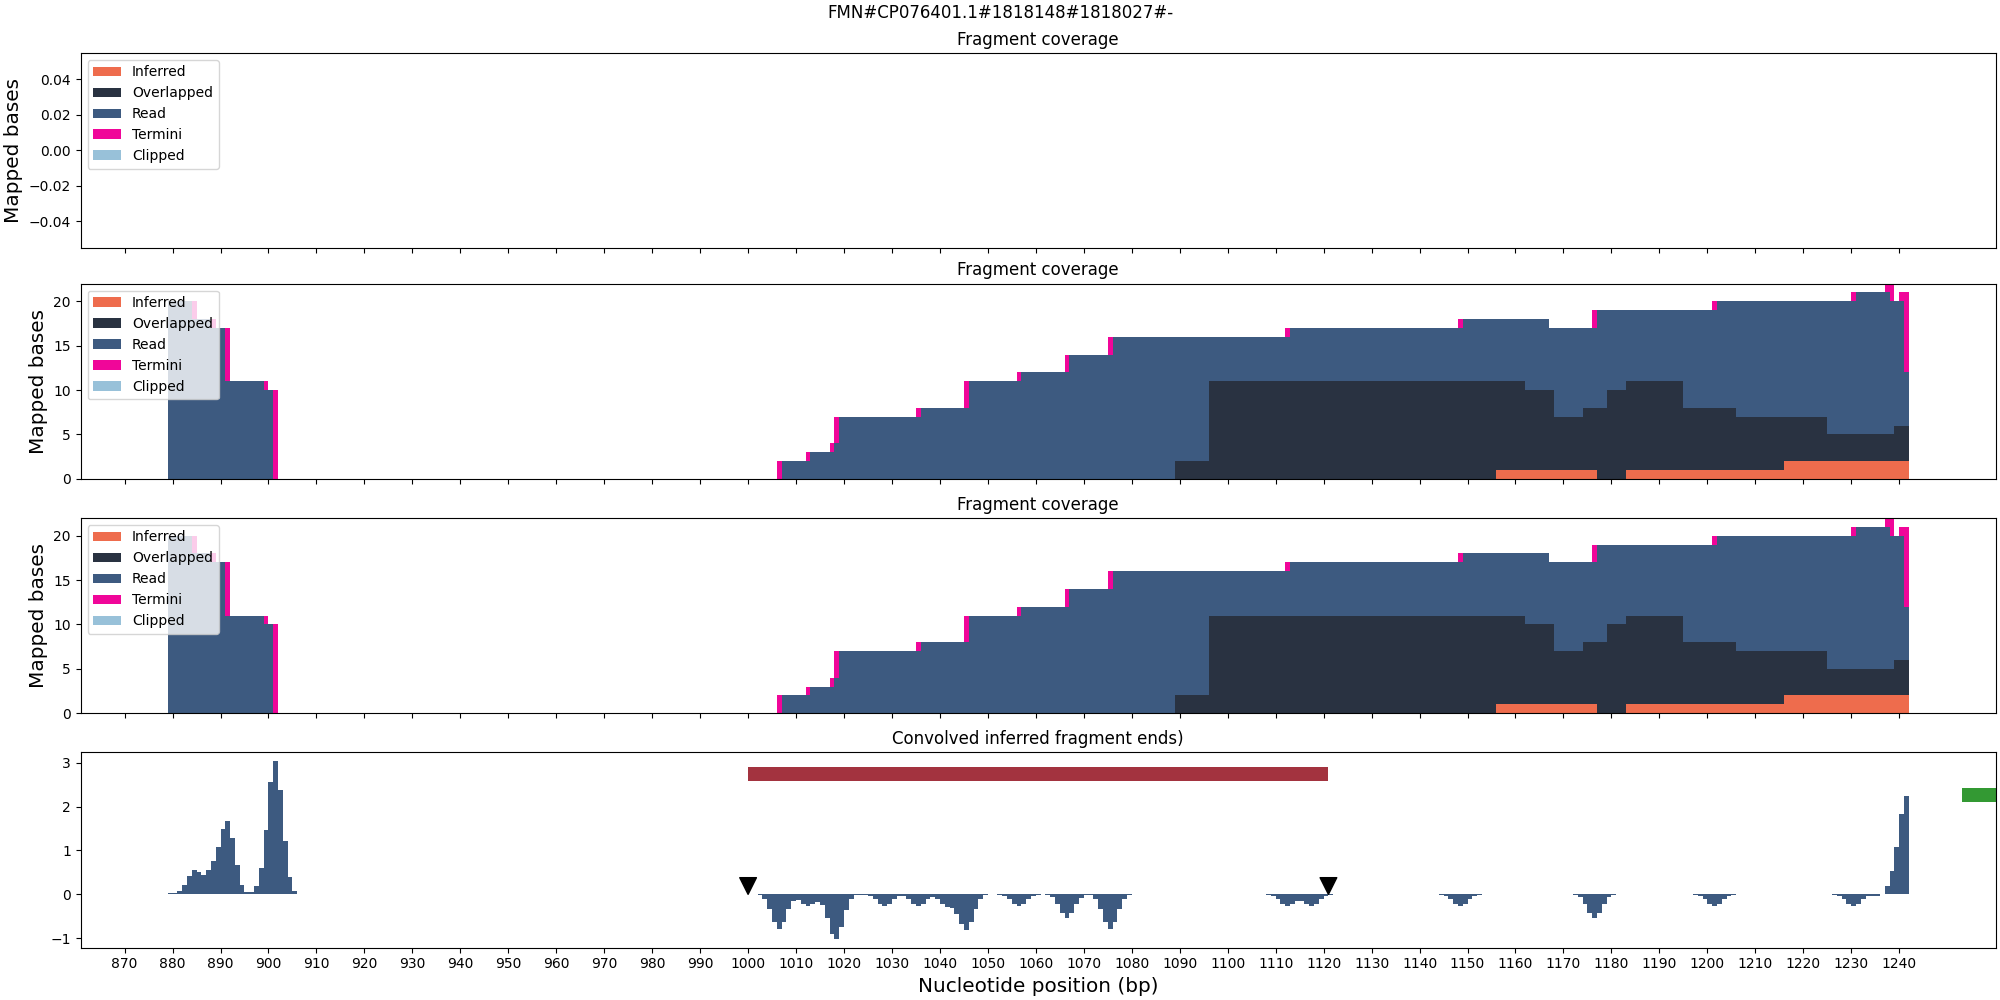 FMN#CP076401.1#1818148#1818027#-
Fragment coverage
Mapped bases
0.04
0.02
0.00
−0.02
−0.04
Inferred
Overlapped
Read
Termini
Clipped
Fragment coverage
Mapped bases
20
15
10
5
0
Inferred
Overlapped
Read
Termini
Clipped
Fragment coverage
Mapped bases
20
15
10
5
0
Inferred
Overlapped
Read
Termini
Clipped
Convolved inferred fragment ends)
3
2
1
0
−1
870 880 890 900 910 920 930 940 950 960 970 980 990 1000 1010 1020 1030 1040 1050 1060 1070 1080 1090 1100 1110 1120 1130 1140 1150 1160 1170 1180 1190 1200 1210 1220 1230 1240
Nucleotide position (bp)